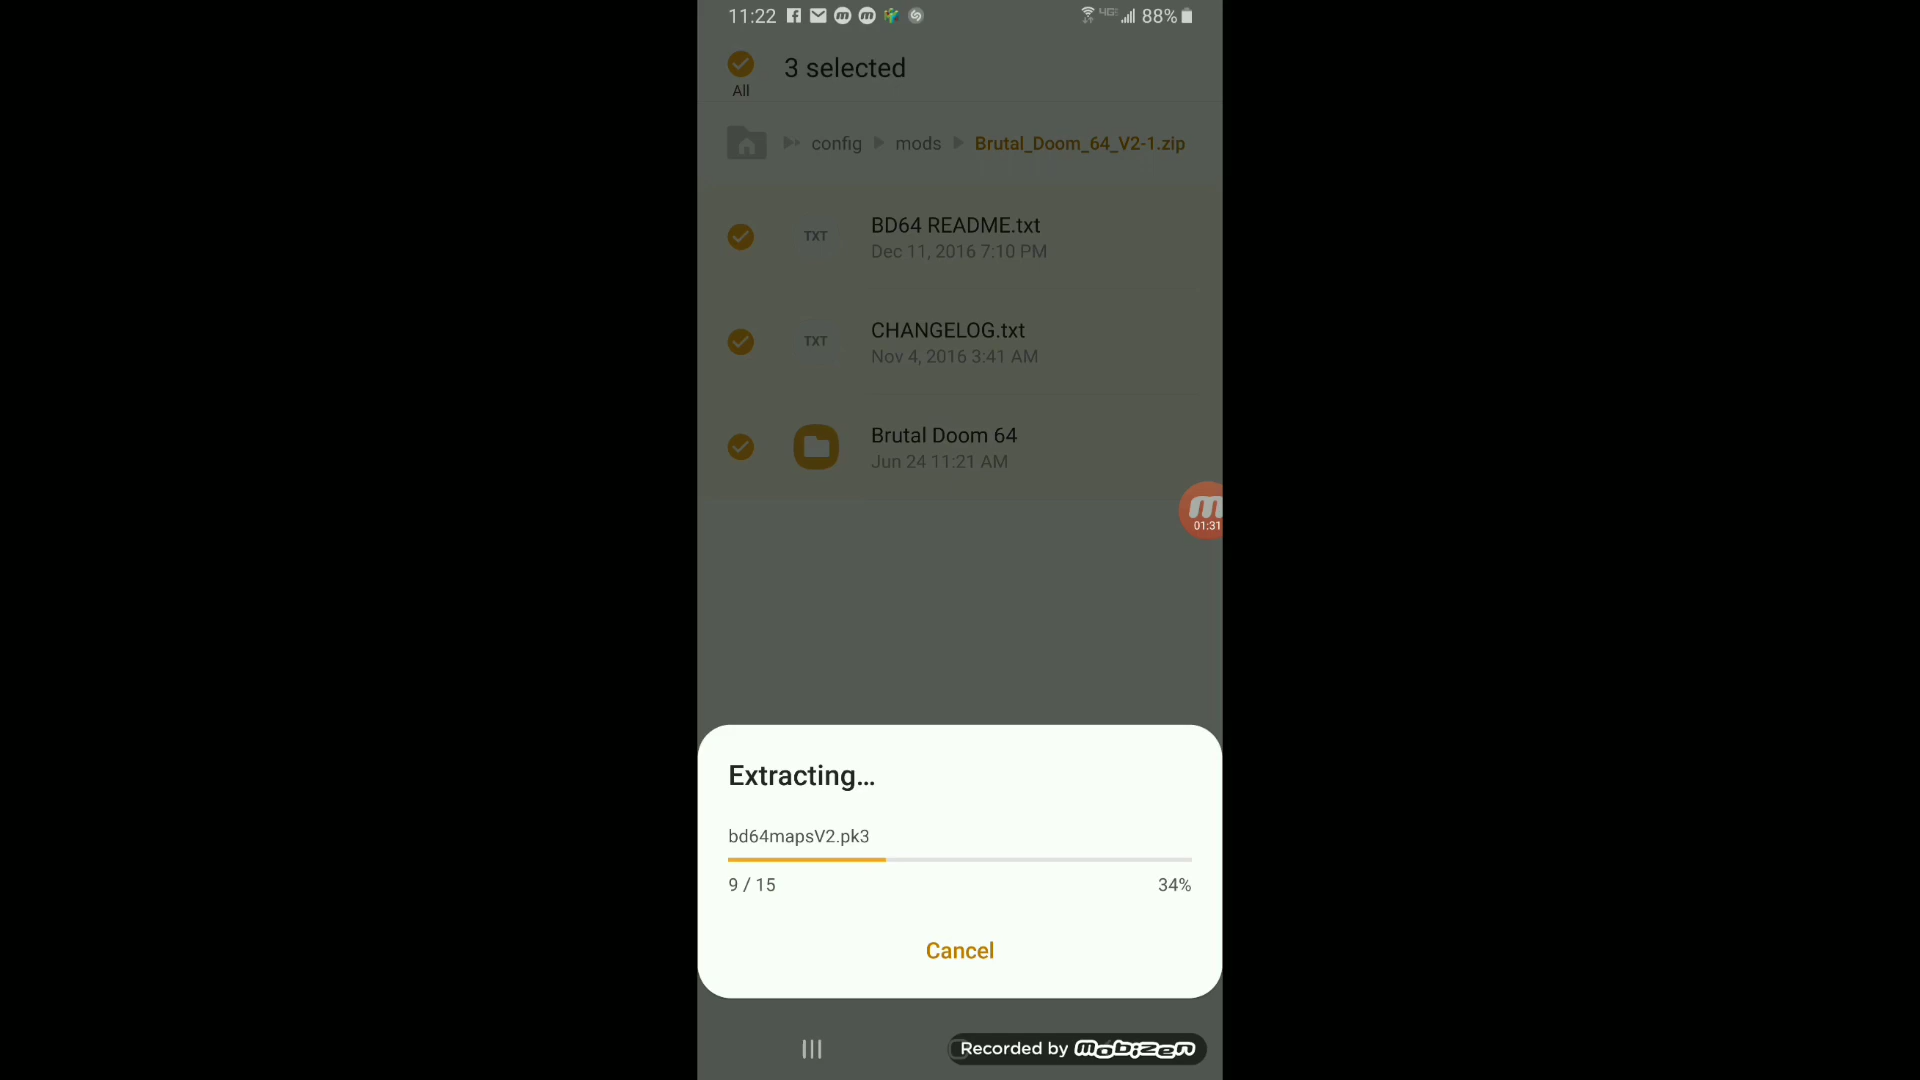 11:22
88%
3 selected
All
config
mods
Brutal_Doom_64_V2-1.zip
TXT
BD64 README.txt
Dec 11, 2016 7:10 PM
TXT
CHANGELOG.txt
Nov 4, 2016 3:41 AM
Brutal Doom 64
Jun 24 11:21 AM
m
01:31
Extracting...
bd64mapsV2.pk3
9 / 15
34%
Cancel
Recorded by mobizen